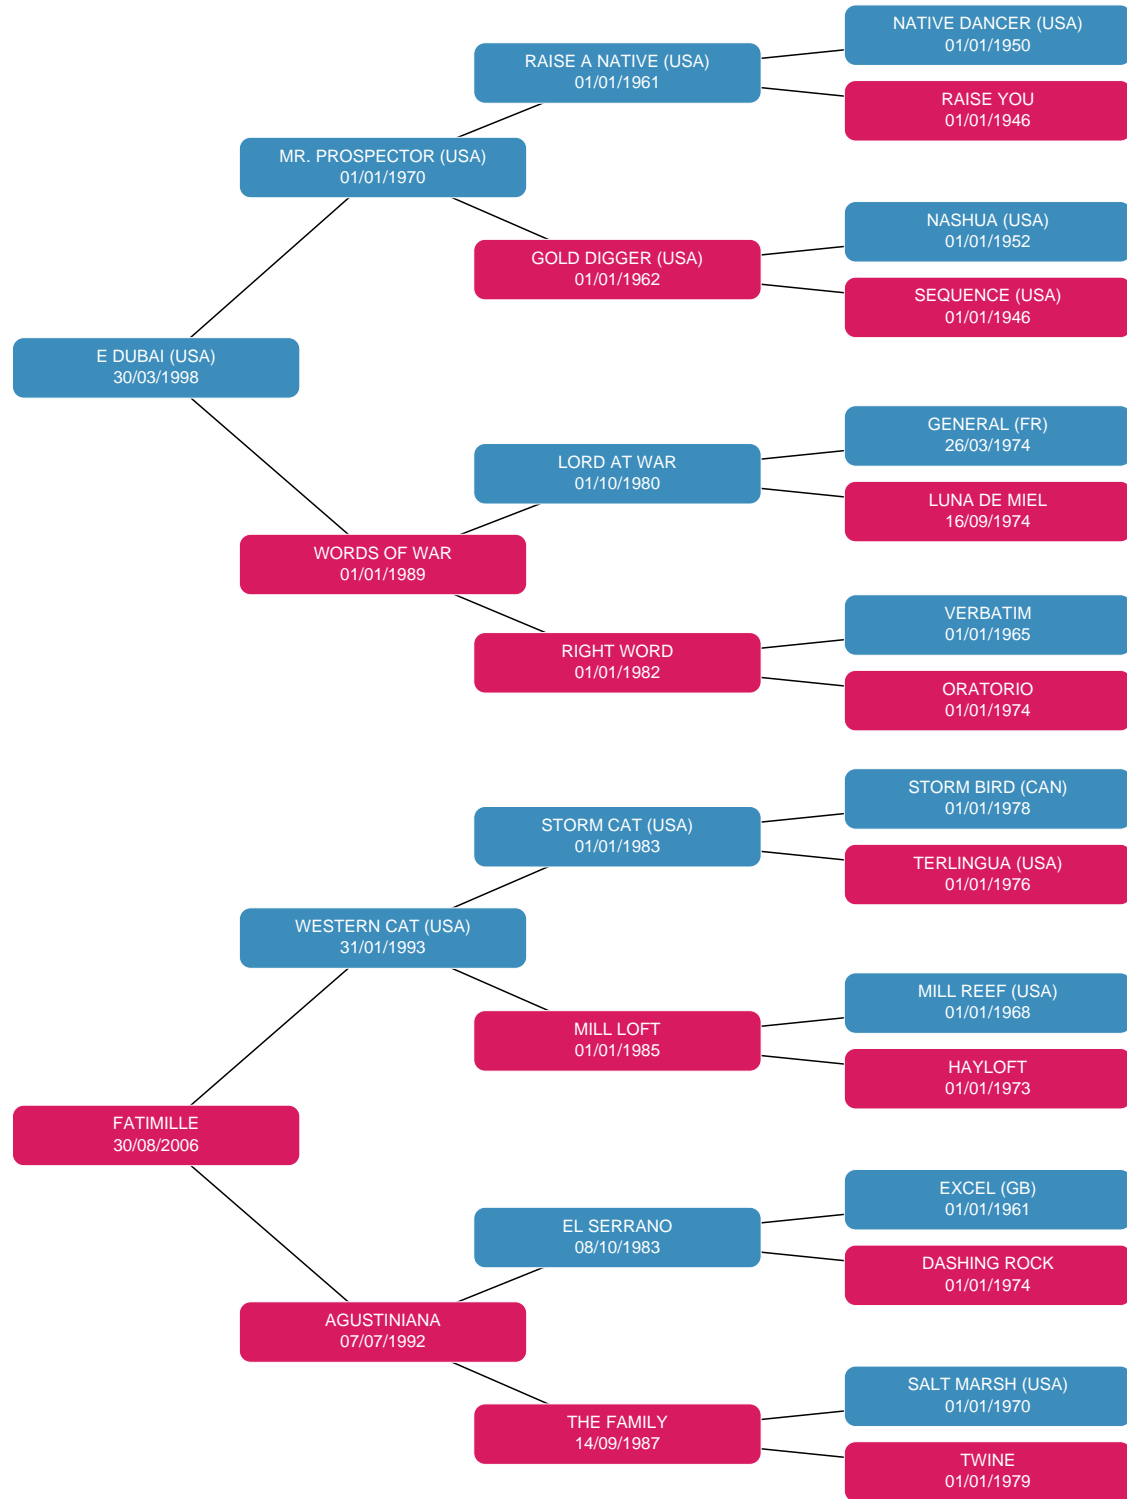 NATIVE DANCER (USA)
01/01/1950
RAISE A NATIVE (USA)
01/01/1961
RAISE YOU
01/01/1946
MR. PROSPECTOR (USA)
01/01/1970
NASHUA (USA)
01/01/1952
GOLD DIGGER (USA)
01/01/1962
SEQUENCE (USA)
01/01/1946
E DUBAI (USA)
30/03/1998
GENERAL (FR)
26/03/1974
LORD AT WAR
01/10/1980
LUNA DE MIEL
16/09/1974
WORDS OF WAR
01/01/1989
VERBATIM
01/01/1965
RIGHT WORD
01/01/1982
ORATORIO
01/01/1974
STORM BIRD (CAN)
01/01/1978
STORM CAT (USA)
01/01/1983
TERLINGUA (USA)
01/01/1976
WESTERN CAT (USA)
31/01/1993
MILL REEF (USA)
01/01/1968
MILL LOFT
01/01/1985
HAYLOFT
01/01/1973
FATIMILLE
30/08/2006
EXCEL (GB)
01/01/1961
EL SERRANO
08/10/1983
DASHING ROCK
01/01/1974
AGUSTINIANA
07/07/1992
SALT MARSH (USA)
01/01/1970
THE FAMILY
14/09/1987
TWINE
01/01/1979